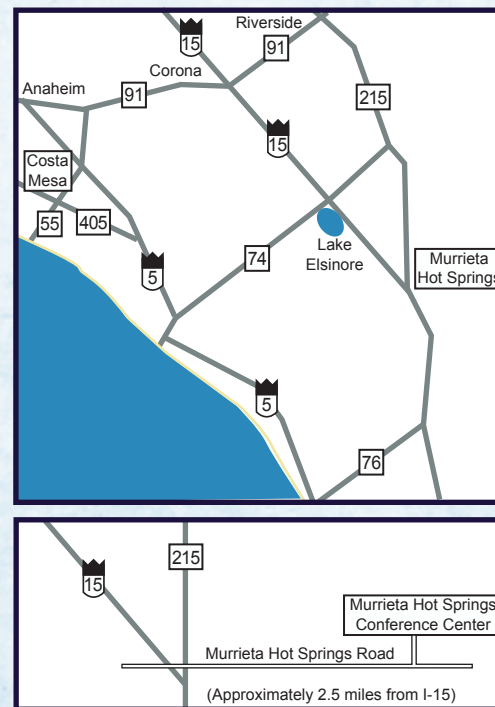 Riverside
15
91
Corona
Anaheim
91
215
15
Costa
Mesa
55
405
74
Lake
Elsinore
Murrieta
Hot Springs
5
5
76
215
15
Murrieta Hot Springs
Conference Center
Murrieta Hot Springs Road
(Approximately 2.5 miles from I-15)